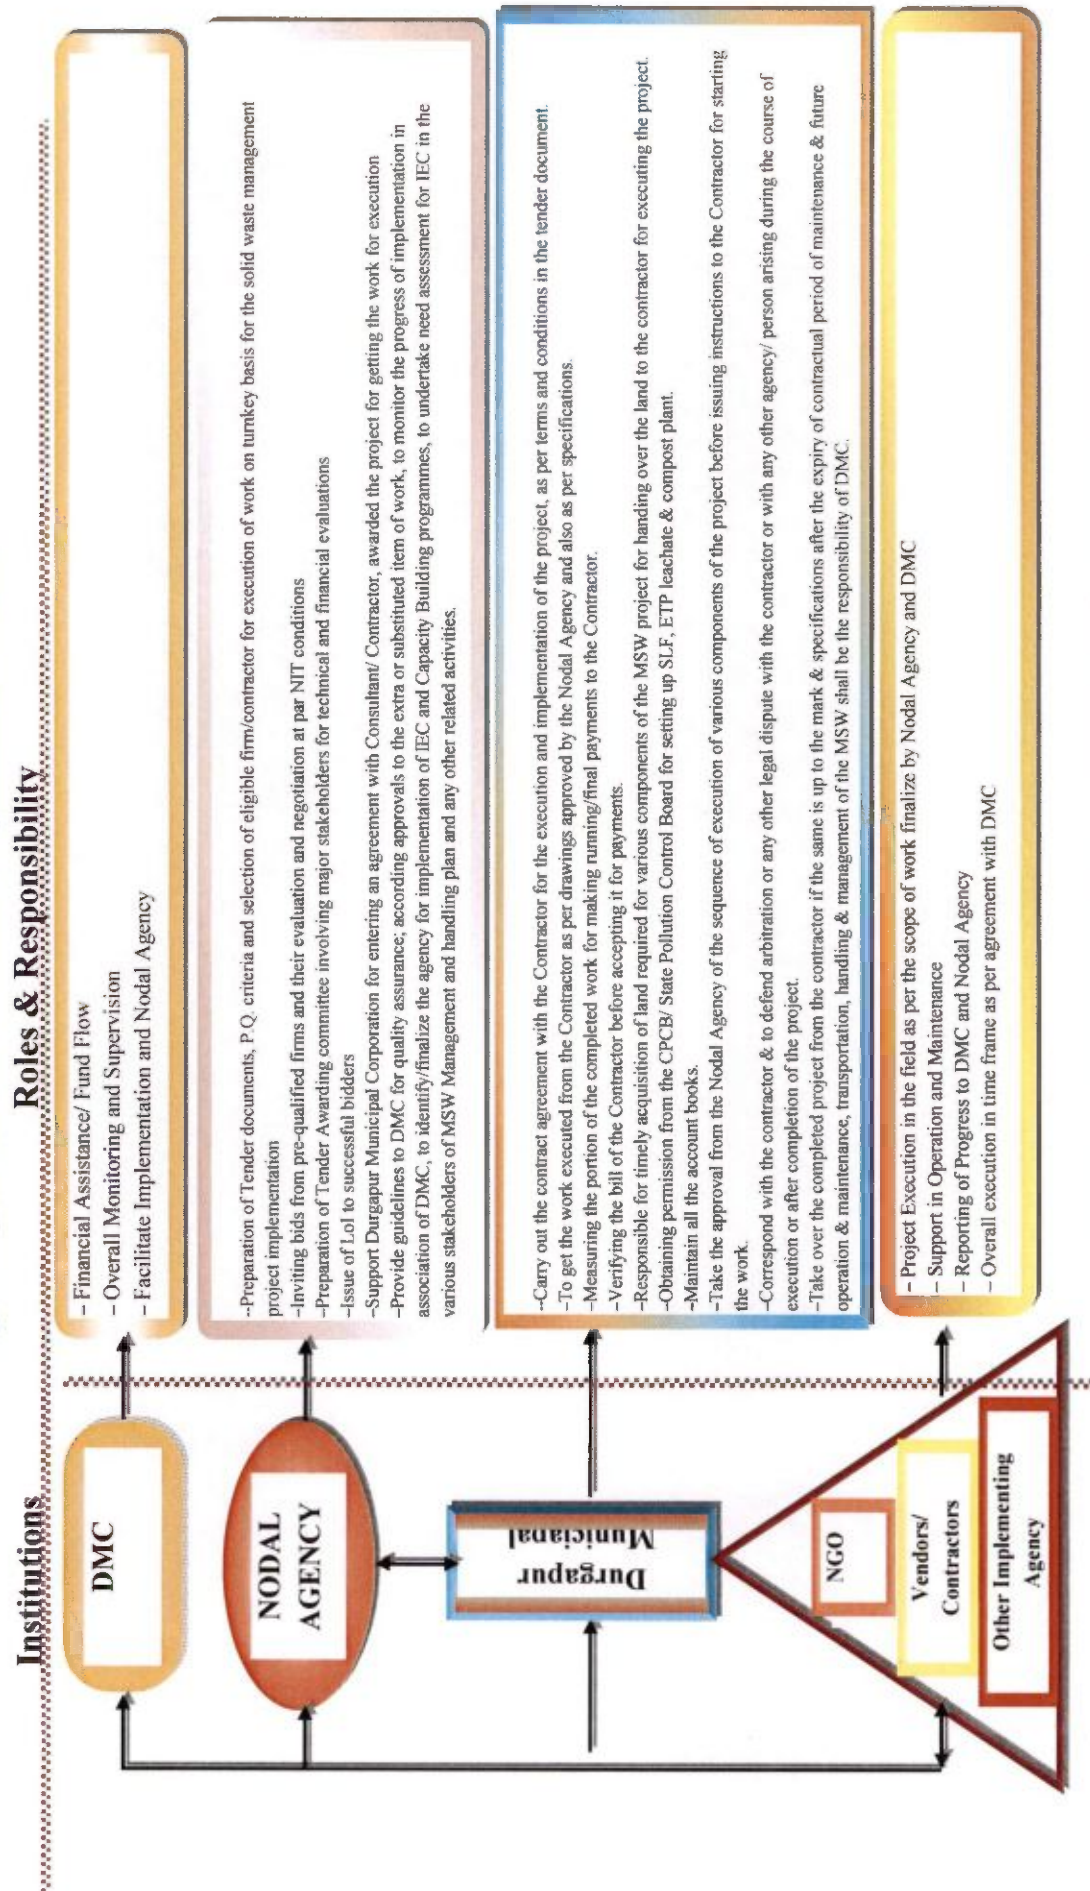 Institutions
Roles & Responsibility
DMC
– Financial Assistance/ Fund Flow
– Overall Monitoring and Supervision
– Facilitate Implementation and Nodal Agency
NODAL
AGENCY
--Preparation of Tender documents, P.Q. criteria and selection of eligible firm/contractor for execution of work on turnkey basis for the solid waste management
project implementation
–Inviting bids from pre-qualified firms and their evaluation and negotiation at par NIT conditions
–Preparation of Tender Awarding committee involving major stakeholders for technical and financial evaluations
–Issue of LoI to successful bidders
–Support Durgapur Municipal Corporation for entering an agreement with Consultant/ Contractor, awarded the project for getting the work for execution
–Provide guidelines to DMC for quality assurance; according approvals to the extra or substituted item of work, to monitor the progress of implementation in
association of DMC, to identify/finalize the agency for implementation of IEC and Capacity Building programmes, to undertake need assessment for IEC in the
various stakeholders of MSW Management and handling plan and any other related activities.
Durgapur
Municiapal
--Carry out the contract agreement with the Contractor for the execution and implementation of the project, as per terms and conditions in the tender document.
–To get the work executed from the Contractor as per drawings approved by the Nodal Agency and also as per specifications.
–Measuring the portion of the completed work for making running/final payments to the Contractor.
–Verifying the bill of the Contractor before accepting it for payments.
–Responsible for timely acquisition of land required for various components of the MSW project for handing over the land to the contractor for executing the project.
–Obtaining permission from the CPCB/ State Pollution Control Board for setting up SLF, ETP leachate & compost plant.
–Maintain all the account books.
–Take the approval from the Nodal Agency of the sequence of execution of various components of the project before issuing instructions to the Contractor for starting
the work.
–Correspond with the contractor & to defend arbitration or any other legal dispute with the contractor or with any other agency/ person arising during the course of
execution or after completion of the project.
–Take over the completed project from the contractor if the same is up to the mark & specifications after the expiry of contractual period of maintenance & future
operation & maintenance, transportation, handling & management of the MSW shall be the responsibility of DMC.
NGO
Vendors/
Contractors
Other Implementing
Agency
– Project Execution in the field as per the scope of work finalize by Nodal Agency and DMC
– Support in Operation and Maintenance
– Reporting of Progress to DMC and Nodal Agency
– Overall execution in time frame as per agreement with DMC